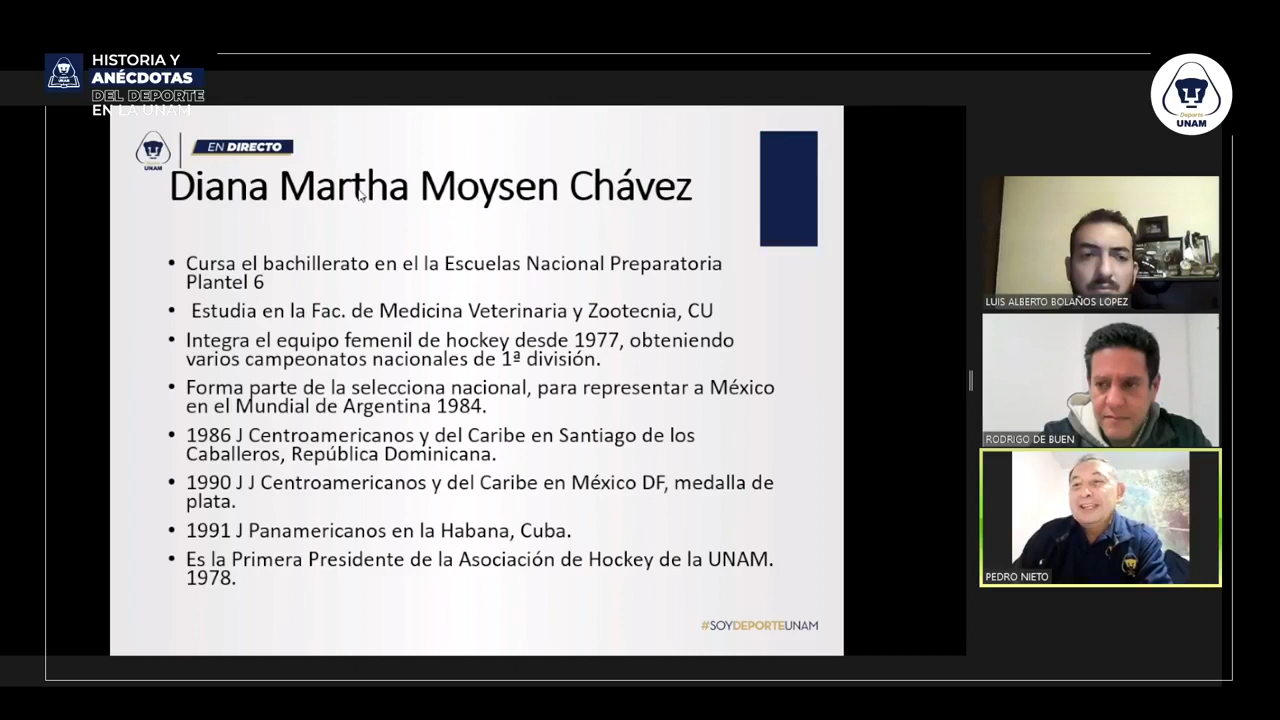 HISTORIA Y
ANÉCDOTAS
DEL DEPORTE
EN LA UNAM
Deporte
UNAM
UNAM
EN DIRECTO
Diana Martha Moysen Chávez
• Cursa el bachillerato en el la Escuelas Nacional Preparatoria
Plantel 6
• Estudia en la Fac. de Medicina Veterinaria y Zootecnia, CU
• Integra el equipo femenil de hockey desde 1977, obteniendo
varios campeonatos nacionales de 1ª división.
• Forma parte de la selecciona nacional, para representar a México
en el Mundial de Argentina 1984.
• 1986 J Centroamericanos y del Caribe en Santiago de los
Caballeros, República Dominicana.
• 1990 J J Centroamericanos y del Caribe en México DF, medalla de
plata.
• 1991 J Panamericanos en la Habana, Cuba.
• Es la Primera Presidente de la Asociación de Hockey de la UNAM.
1978.
#SOYDEPORTEUNAM
LUIS ALBERTO BOLAÑOS LOPEZ
RODRIGO DE BUEN
PEDRO NIETO